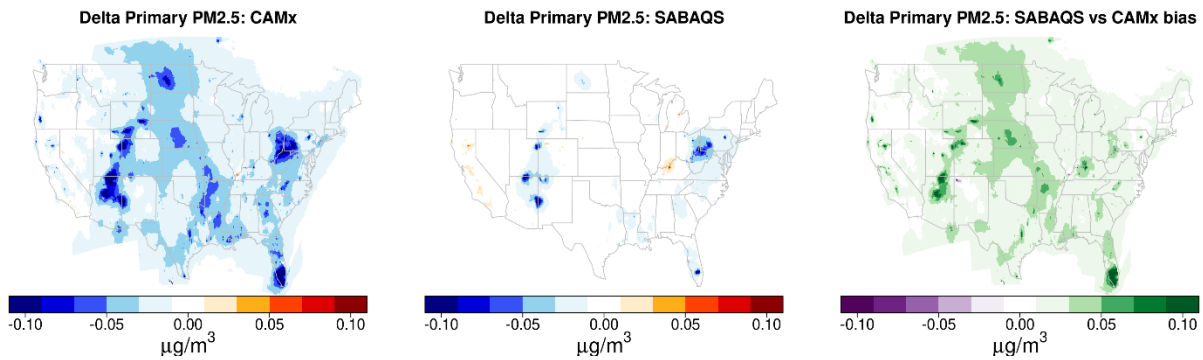 Delta Primary PM2.5: CAMx
Delta Primary PM2.5: SABAQS
Delta Primary PM2.5: SABAQS vs CAMx bias
-0.10 -0.05 0.00 0.05 0.10
μg/m³
-0.10 -0.05 0.00 0.05 0.10
μg/m³
-0.10 -0.05 0.00 0.05 0.10
μg/m³